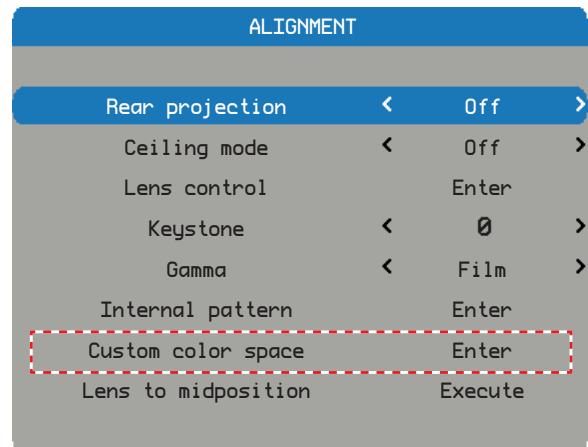 ALIGNMENT
Rear projection < Off >
Ceiling mode < Off >
Lens control Enter
Keystone < 0 >
Gamma < Film >
Internal pattern Enter
Custom color space Enter
Lens to midposition Execute